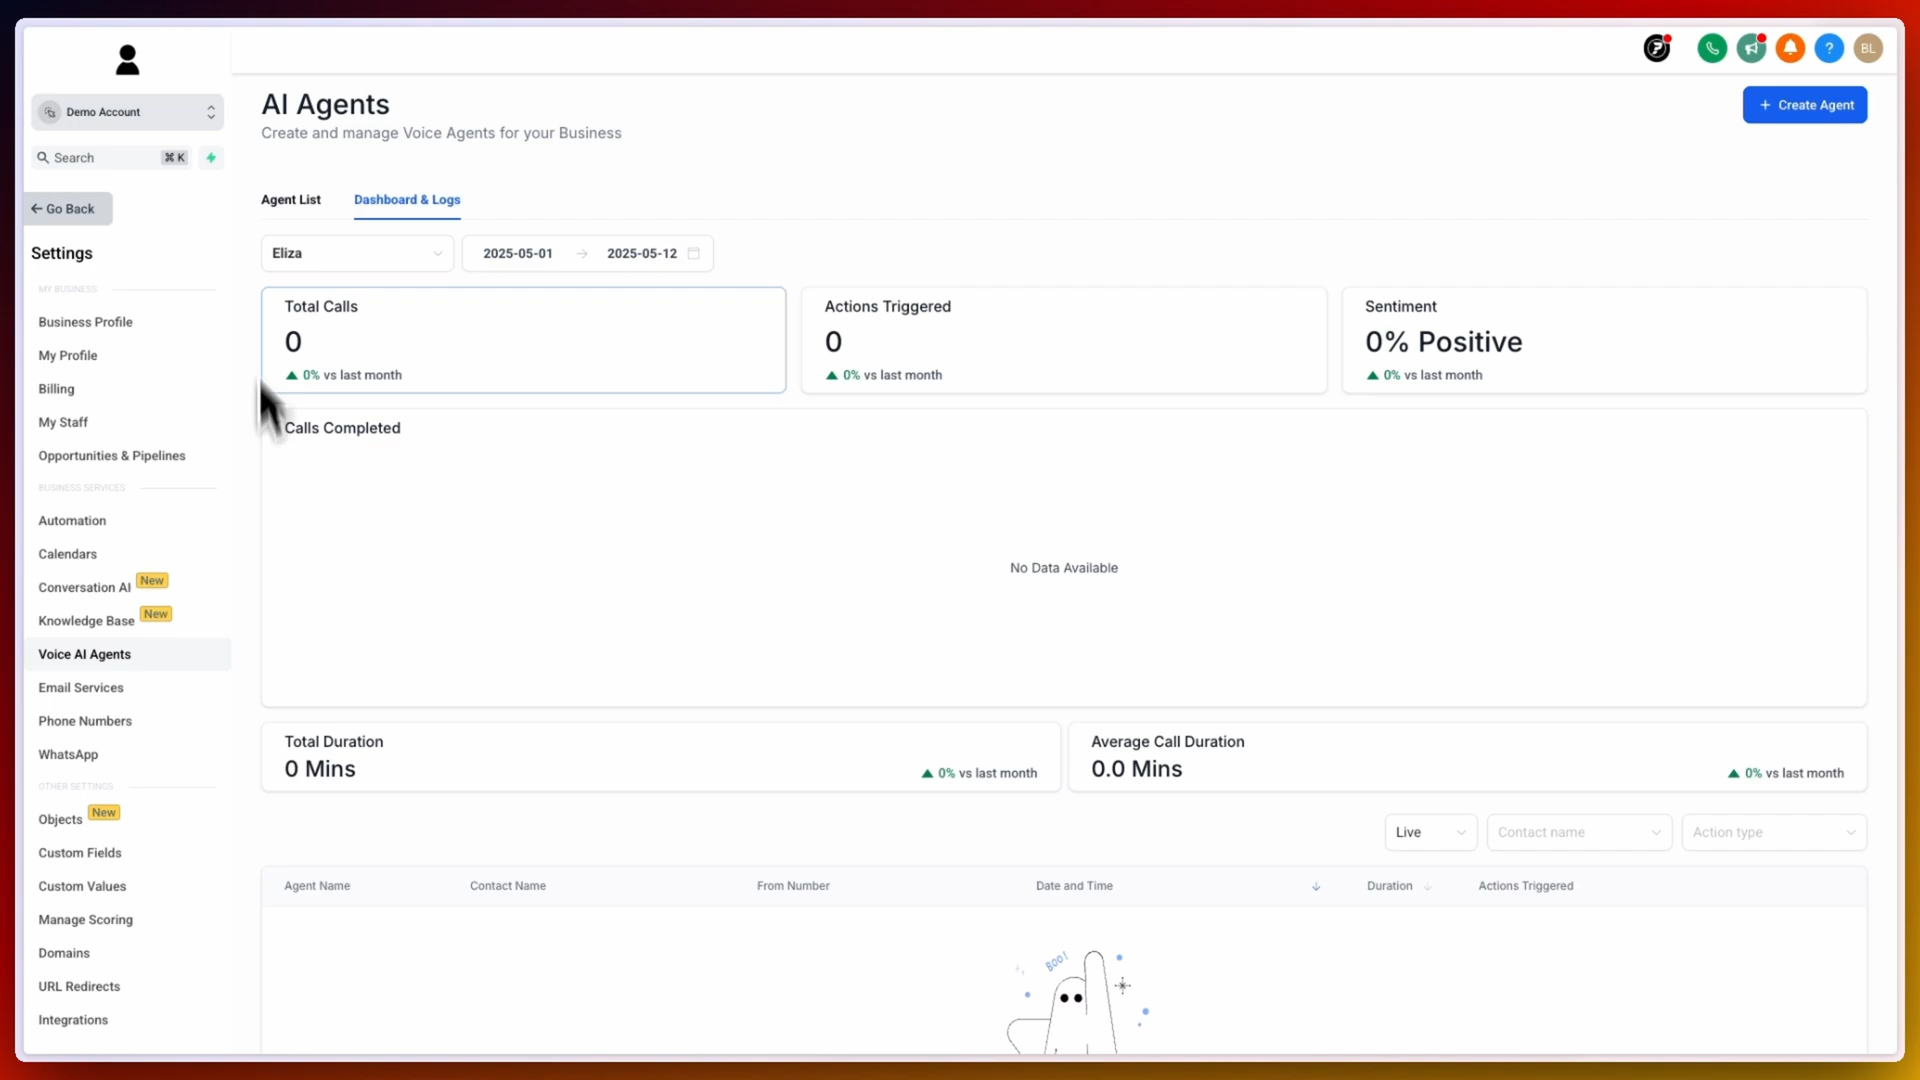 Demo Account
Search
⌘ K
← Go Back
Settings
MY BUSINESS
Business Profile
My Profile
Billing
My Staff
Opportunities & Pipelines
BUSINESS SERVICES
Automation
Calendars
Conversation AI New
Knowledge Base New
Voice AI Agents
Email Services
Phone Numbers
WhatsApp
OTHER SETTINGS
Objects New
Custom Fields
Custom Values
Manage Scoring
Domains
URL Redirects
Integrations
? BL
AI Agents
Create and manage Voice Agents for your Business
+ Create Agent
Agent List Dashboard & Logs
Eliza 2025-05-01 → 2025-05-12
Total Calls
0
0% vs last month
Actions Triggered
0
0% vs last month
Sentiment
0% Positive
0% vs last month
Calls Completed
No Data Available
Total Duration
0 Mins
0% vs last month
Average Call Duration
0.0 Mins
0% vs last month
Live Contact name Action type
Agent Name Contact Name From Number Date and Time Duration Actions Triggered
BOO!